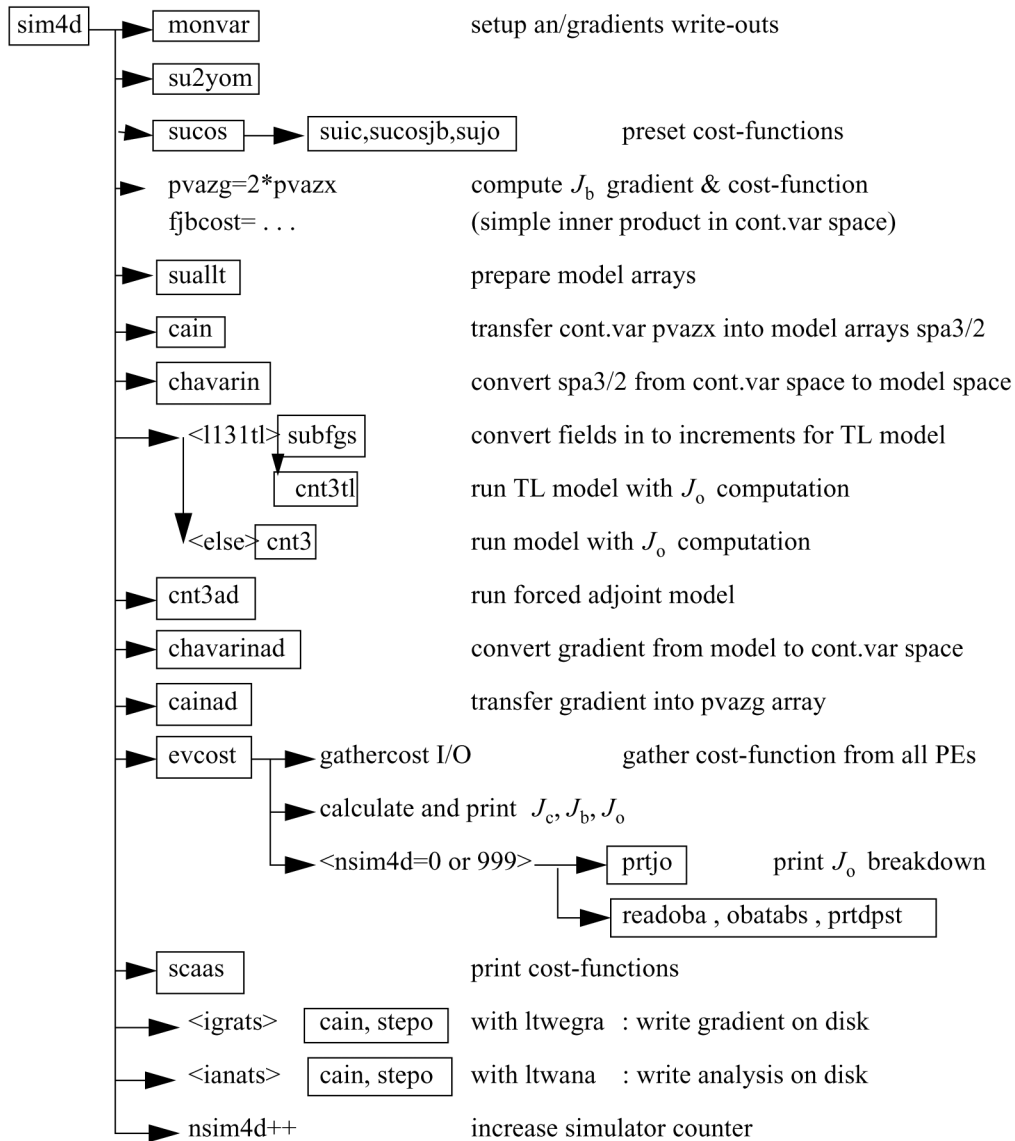 sim4d monvar setup an/gradients write-outs
su2yom
sucos suic,sucosjb,sujo preset cost-functions
pvazg=2*pvazx compute J_b gradient & cost-function
fjbcost= . . . (simple inner product in cont.var space)
suallt prepare model arrays
cain transfer cont.var pvazx into model arrays spa3/2
chavarin convert spa3/2 from cont.var space to model space
<l131tl> subfgs convert fields in to increments for TL model
cnt3tl run TL model with J_o computation
<else> cnt3 run model with J_o computation
cnt3ad run forced adjoint model
chavarinad convert gradient from model to cont.var space
cainad transfer gradient into pvazg array
evcost gathercost I/O gather cost-function from all PEs
calculate and print J_c, J_b, J_o
<nsim4d=0 or 999> prtjo print J_o breakdown
readoba , obatabs , prtdpst
scaas print cost-functions
<igrats> cain, stepo with ltwegra : write gradient on disk
<ianats> cain, stepo with ltwana : write analysis on disk
nsim4d++ increase simulator counter